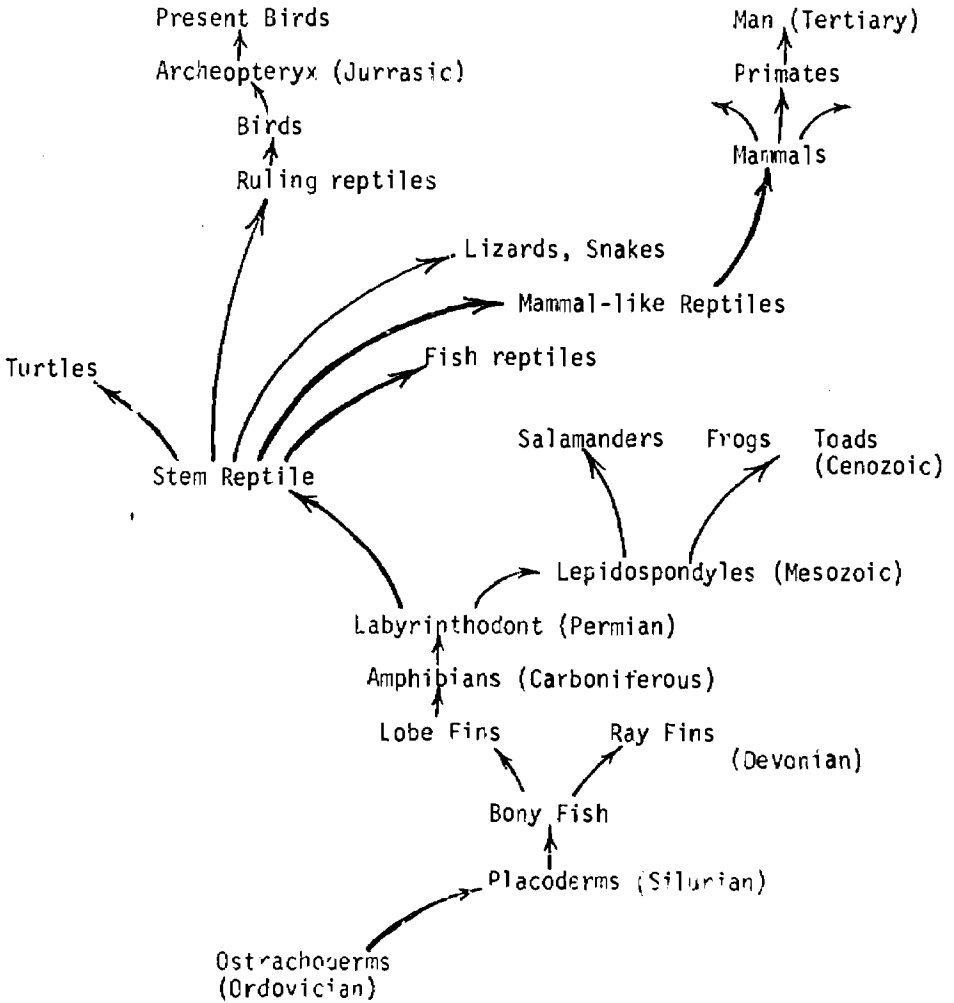 Present Birds
Man (Tertiary)
Archeopteryx (Jurrasic)
Primates
Birds
Mammals
Ruling reptiles
Lizards, Snakes
Mammal-like Reptiles
Fish reptiles
Turtles
Salamanders Frogs Toads
(Cenozoic)
Stem Reptile
Lepidospondyles (Mesozoic)
Labyrinthodont (Permian)
Amphibians (Carboniferous)
Lobe Fins Ray Fins
(Devonian)
Bony Fish
Placoderms (Silurian)
Ostrachoderms
(Ordovician)